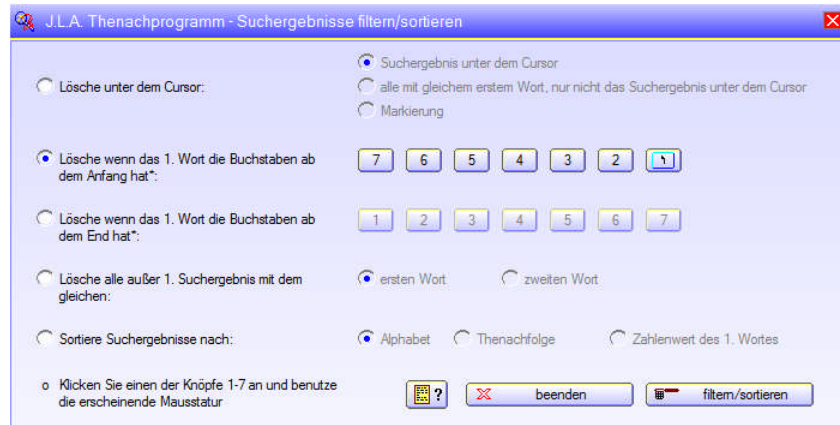 J.L.A. Thenachprogramm - Suchergebnisse filtern/sortieren
Lösche unter dem Cursor:
Suchergebnis unter dem Cursor
alle mit gleichem erstem Wort, nur nicht das Suchergebnis unter dem Cursor
Markierung
Lösche wenn das 1. Wort die Buchstaben ab
dem Anfang hat*:
7 6 5 4 3 2 ו
Lösche wenn das 1. Wort die Buchstaben ab
dem End hat*:
1 2 3 4 5 6 7
Lösche alle außer 1. Suchergebnis mit dem
gleichen:
ersten Wort zweiten Wort
Sortiere Suchergebnisse nach:
Alphabet Thenachfolge Zahlenwert des 1. Wortes
o Klicken Sie einen der Knöpfe 1-7 an und benutze
die erscheinende Mausstatur
? beenden filtern/sortieren